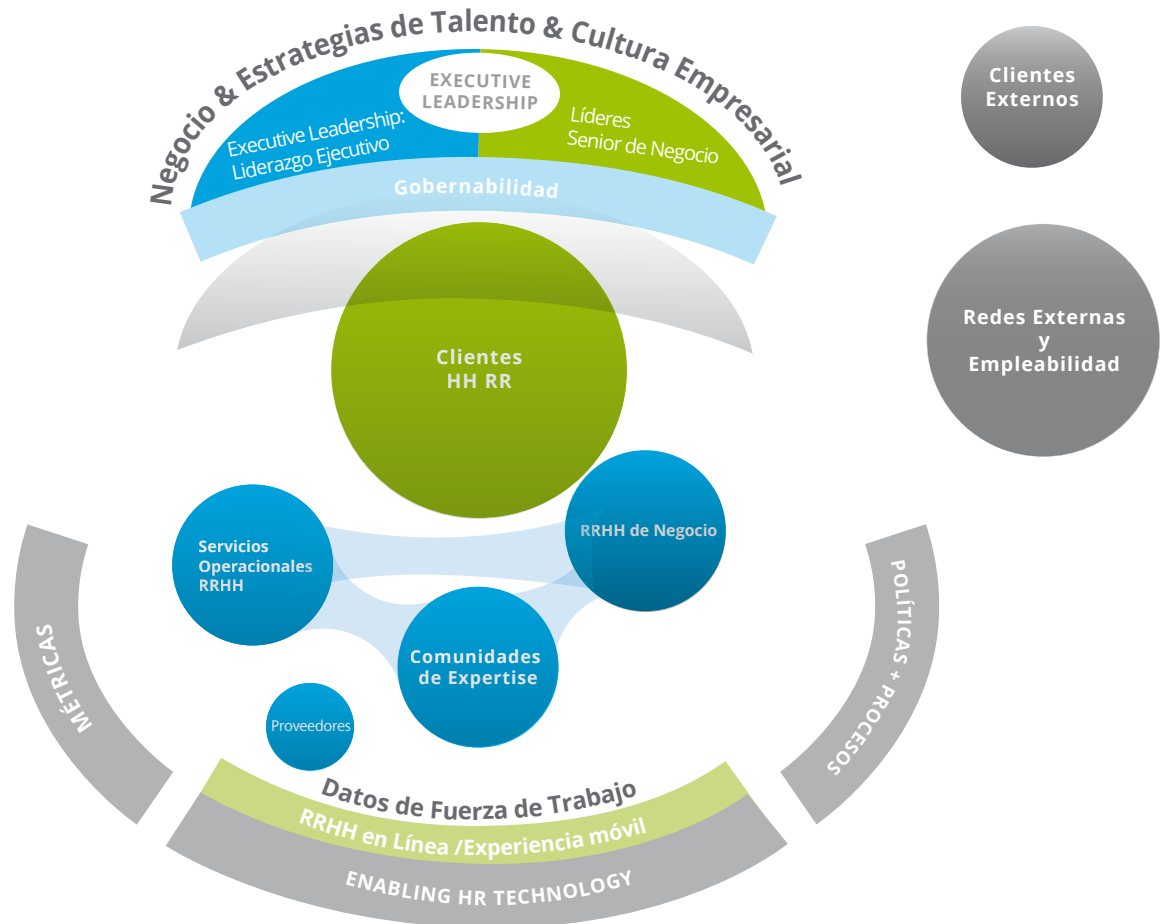 Negocio & Estrategias de Talento & Cultura Empresarial
EXECUTIVE
LEADERSHIP
Executive Leadership:
Liderazgo Ejecutivo
Líderes
Senior de Negocio
Gobernabilidad
Clientes
Externos
Redes Externas
y
Empleabilidad
Clientes
HH RR
RRHH de Negocio
Servicios
Operacionales
RRHH
Comunidades
de Expertise
Proveedores
MÉTRICAS
POLÍTICAS + PROCESOS
Datos de Fuerza de Trabajo
RRHH en Línea /Experiencia móvil
ENABLING HR TECHNOLOGY